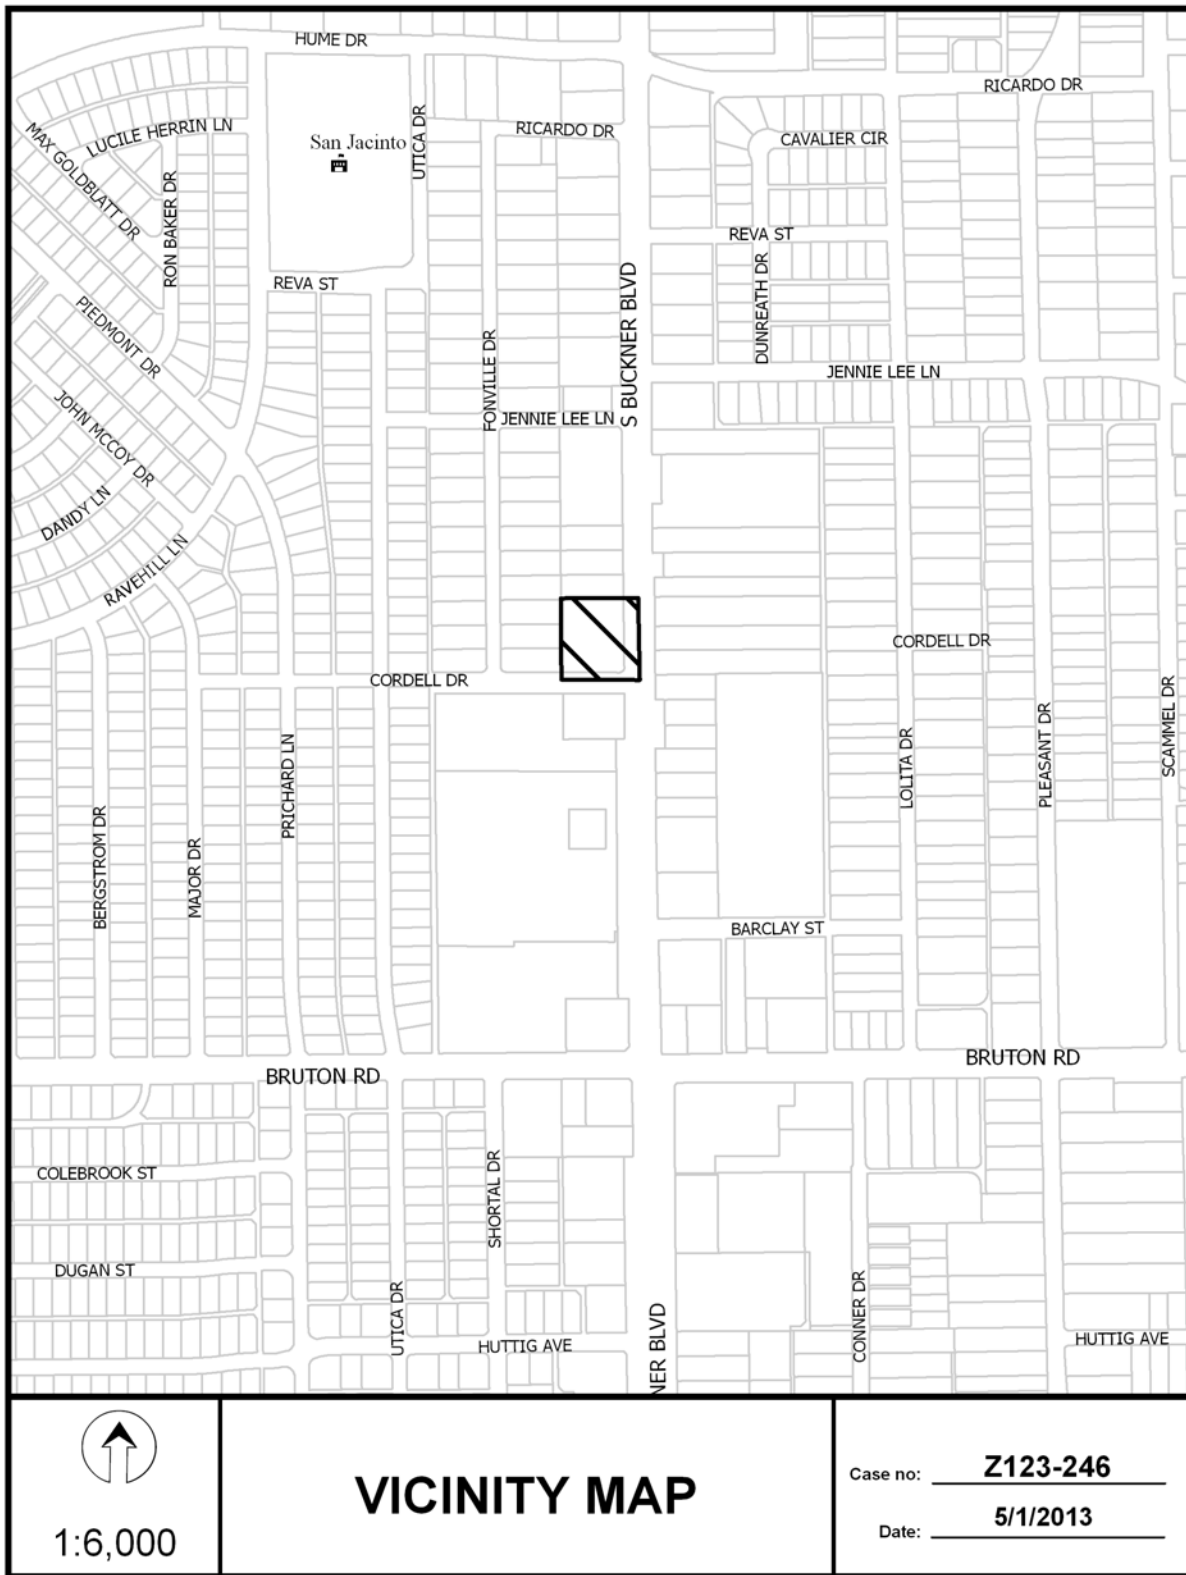 HUME DR
RICARDO DR
UTICA DR
RICARDO DR
LUCILE HERRIN LN
MAX GOLDBLATT DR
San Jacinto
CAVALIER CIR
RON BAKER DR
REVA ST
DUNREATH DR
REVA ST
S BUCKNER BLVD
PIEDMONT DR
FONVILLE DR
JENNIE LEE LN
JENNIE LEE LN
JOHN MCCOY DR
DANDY LN
RAVEHILL LN
CORDELL DR
CORDELL DR
SCAMMEL DR
PRICHARD LN
LOLITA DR
PLEASANT DR
BERGSTROM DR
MAJOR DR
BARCLAY ST
BRUTON RD
BRUTON RD
COLEBROOK ST
SHORTAL DR
DUGAN ST
UTICA DR
CONNER DR
HUTTIG AVE
NER BLVD
HUTTIG AVE
1:6,000
VICINITY MAP
Case no: Z123-246
Date: 5/1/2013